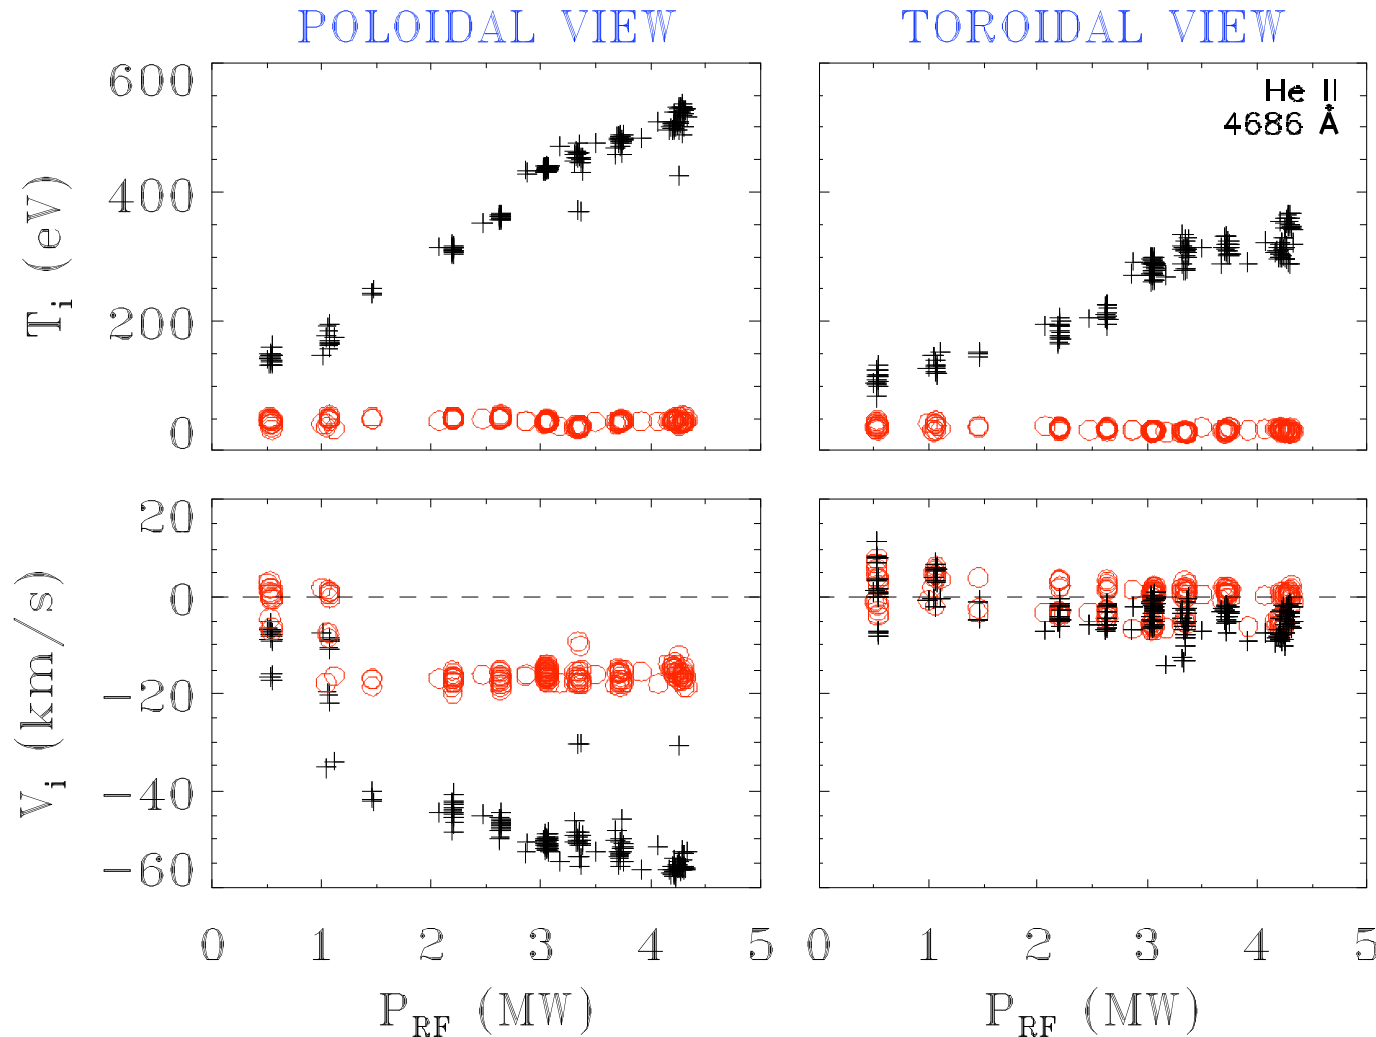 POLOIDAL VIEW
TOROIDAL VIEW
600
400
200
0
T_i (eV)
He II
4686 Å
20
0
-20
-40
-60
V_i (km/s)
0 1 2 3 4 5
0 1 2 3 4 5
P_RF (MW)
P_RF (MW)